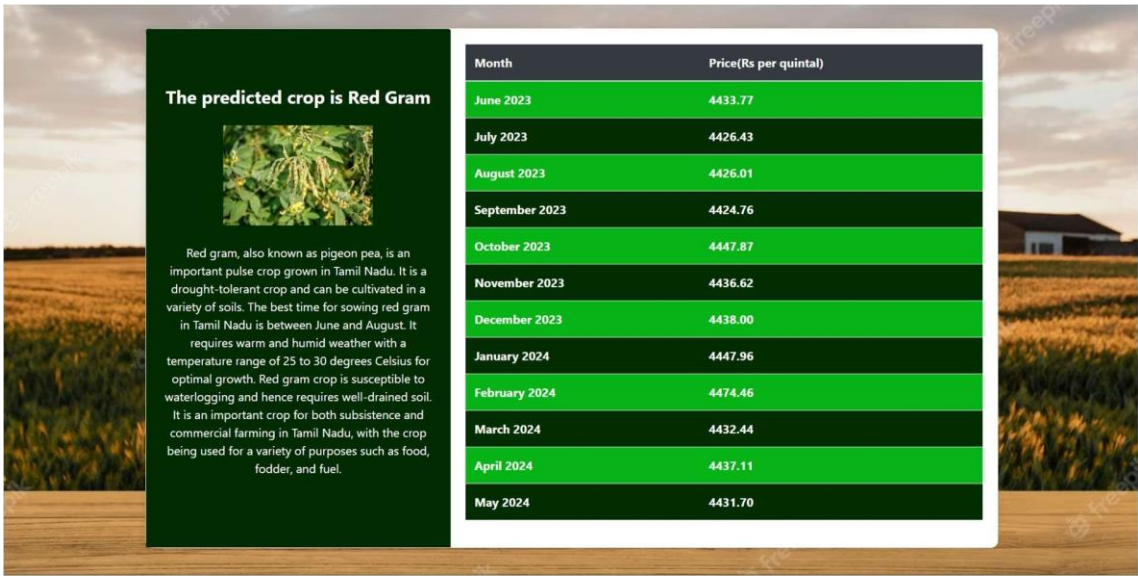 The predicted crop is Red Gram
Red gram, also known as pigeon pea, is an
important pulse crop grown in Tamil Nadu. It is a
drought-tolerant crop and can be cultivated in a
variety of soils. The best time for sowing red gram
in Tamil Nadu is between June and August. It
requires warm and humid weather with a
temperature range of 25 to 30 degrees Celsius for
optimal growth. Red gram crop is susceptible to
waterlogging and hence requires well-drained soil.
It is an important crop for both subsistence and
commercial farming in Tamil Nadu, with the crop
being used for a variety of purposes such as food,
fodder, and fuel.
Month Price(Rs per quintal)
June 2023 4433.77
July 2023 4426.43
August 2023 4426.01
September 2023 4424.76
October 2023 4447.87
November 2023 4436.62
December 2023 4438.00
January 2024 4447.96
February 2024 4474.46
March 2024 4432.44
April 2024 4437.11
May 2024 4431.70
freepik